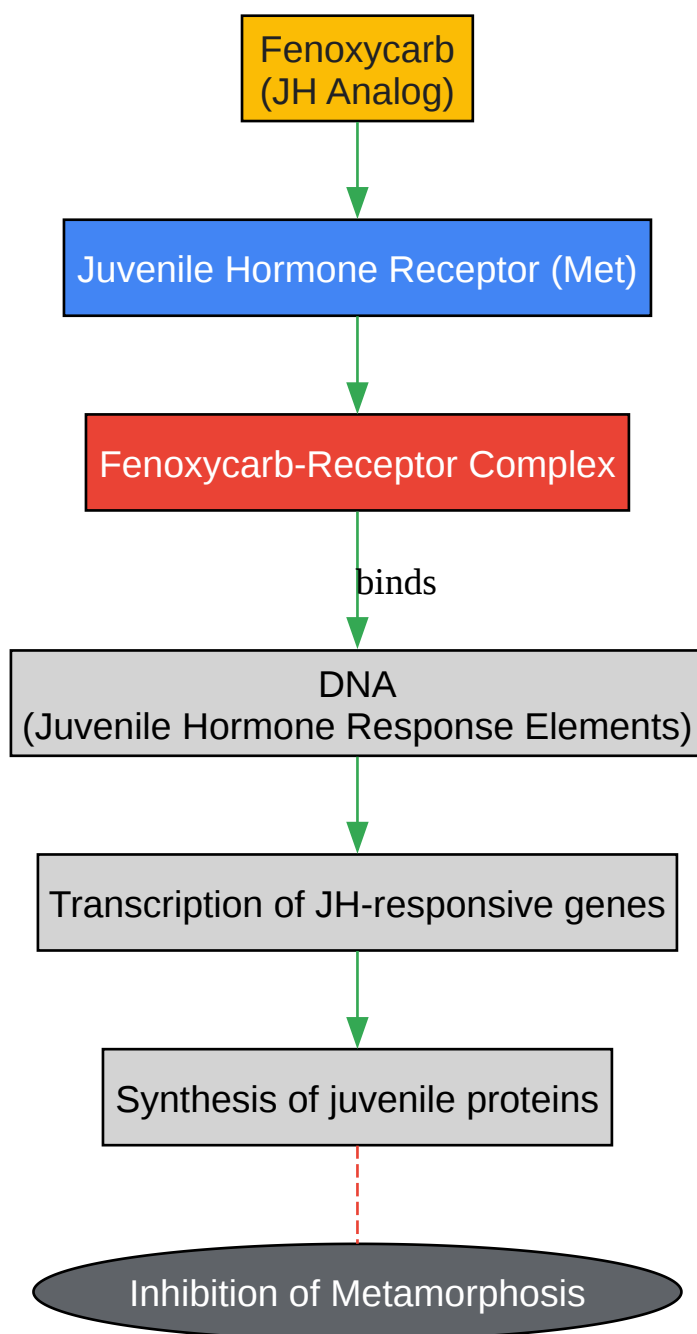 Fenoxycarb
(JH Analog)
Juvenile Hormone Receptor (Met)
Fenoxycarb-Receptor Complex
binds
DNA
(Juvenile Hormone Response Elements)
Transcription of JH-responsive genes
Synthesis of juvenile proteins
Inhibition of Metamorphosis